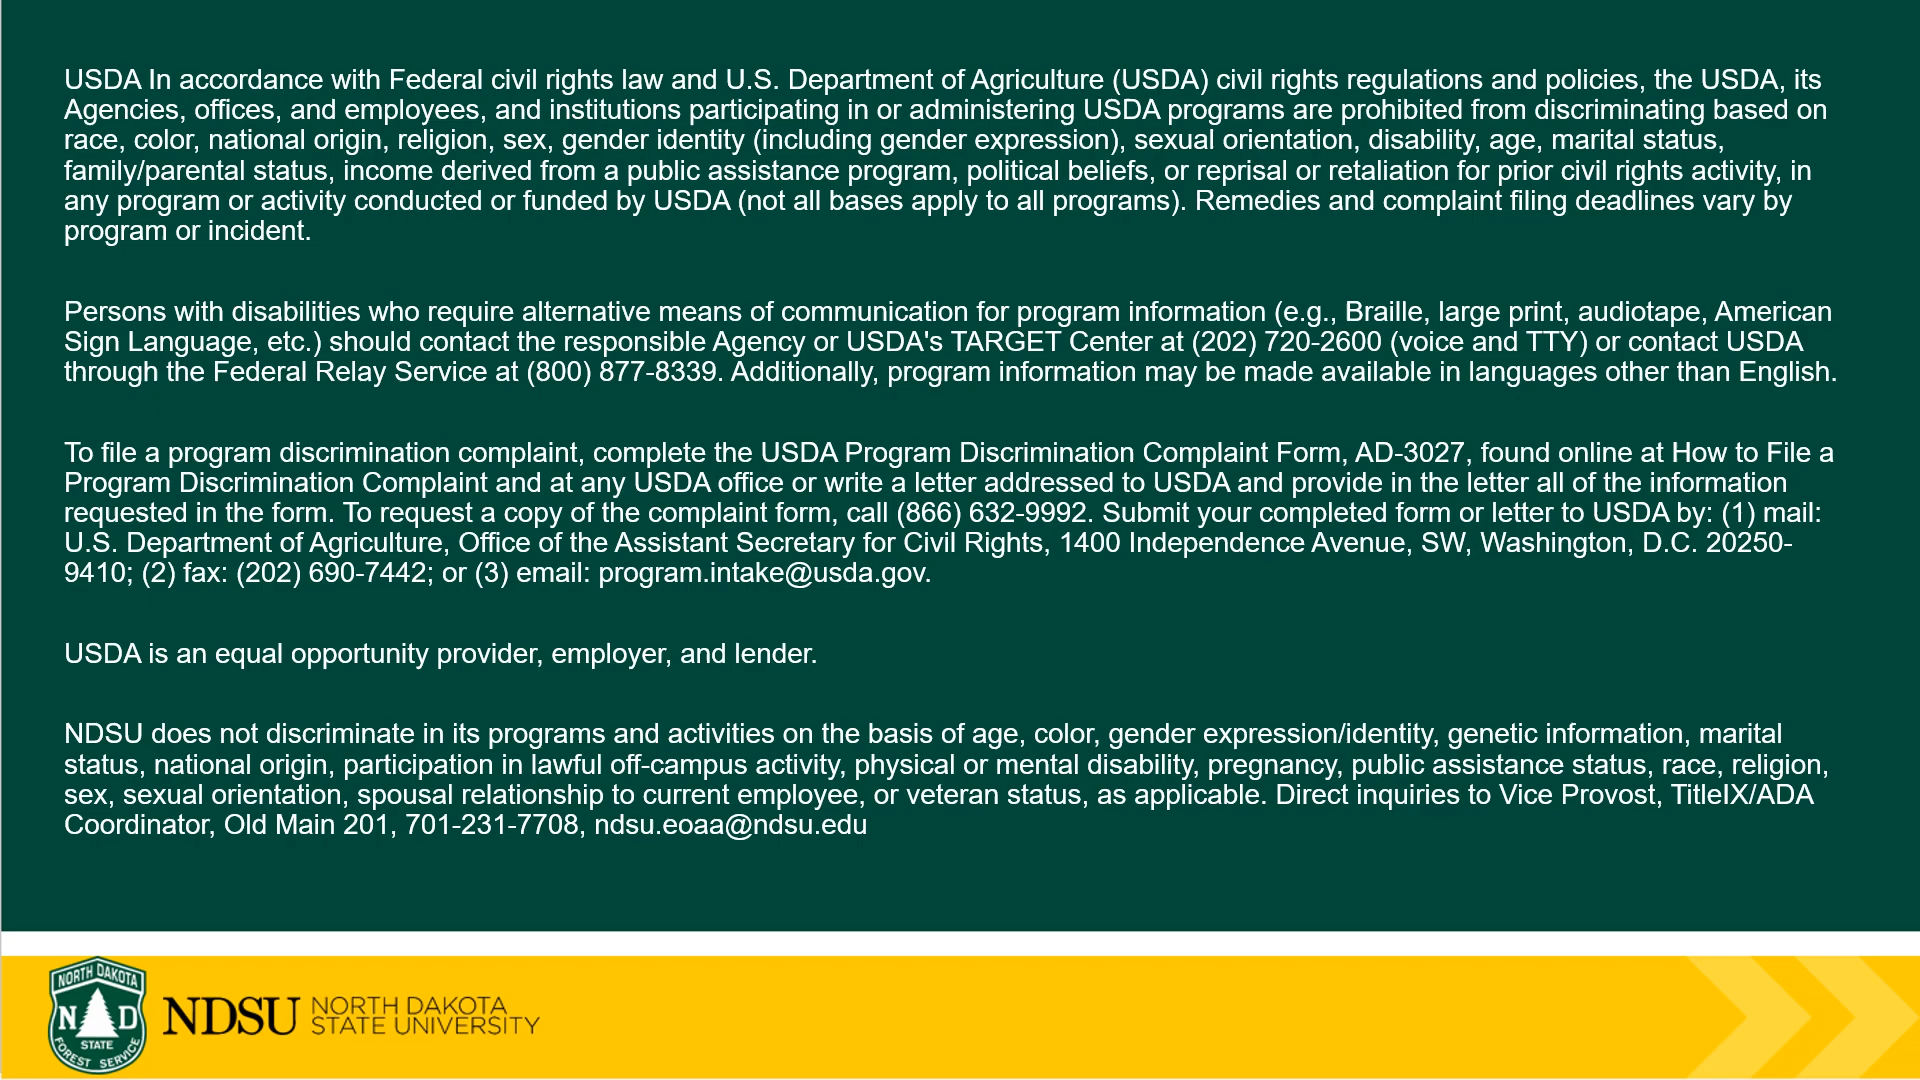 USDA In accordance with Federal civil rights law and U.S. Department of Agriculture (USDA) civil rights regulations and policies, the USDA, its
Agencies, offices, and employees, and institutions participating in or administering USDA programs are prohibited from discriminating based on
race, color, national origin, religion, sex, gender identity (including gender expression), sexual orientation, disability, age, marital status,
family/parental status, income derived from a public assistance program, political beliefs, or reprisal or retaliation for prior civil rights activity, in
any program or activity conducted or funded by USDA (not all bases apply to all programs). Remedies and complaint filing deadlines vary by
program or incident.
Persons with disabilities who require alternative means of communication for program information (e.g., Braille, large print, audiotape, American
Sign Language, etc.) should contact the responsible Agency or USDA's TARGET Center at (202) 720-2600 (voice and TTY) or contact USDA
through the Federal Relay Service at (800) 877-8339. Additionally, program information may be made available in languages other than English.
To file a program discrimination complaint, complete the USDA Program Discrimination Complaint Form, AD-3027, found online at How to File a
Program Discrimination Complaint and at any USDA office or write a letter addressed to USDA and provide in the letter all of the information
requested in the form. To request a copy of the complaint form, call (866) 632-9992. Submit your completed form or letter to USDA by: (1) mail:
U.S. Department of Agriculture, Office of the Assistant Secretary for Civil Rights, 1400 Independence Avenue, SW, Washington, D.C. 20250-
9410; (2) fax: (202) 690-7442; or (3) email: program.intake@usda.gov.
USDA is an equal opportunity provider, employer, and lender.
NDSU does not discriminate in its programs and activities on the basis of age, color, gender expression/identity, genetic information, marital
status, national origin, participation in lawful off-campus activity, physical or mental disability, pregnancy, public assistance status, race, religion,
sex, sexual orientation, spousal relationship to current employee, or veteran status, as applicable. Direct inquiries to Vice Provost, TitleIX/ADA
Coordinator, Old Main 201, 701-231-7708, ndsu.eoaa@ndsu.edu
NORTH DAKOTA
N D
STATE
FOREST SERVICE
NDSU
NORTH DAKOTA
STATE UNIVERSITY